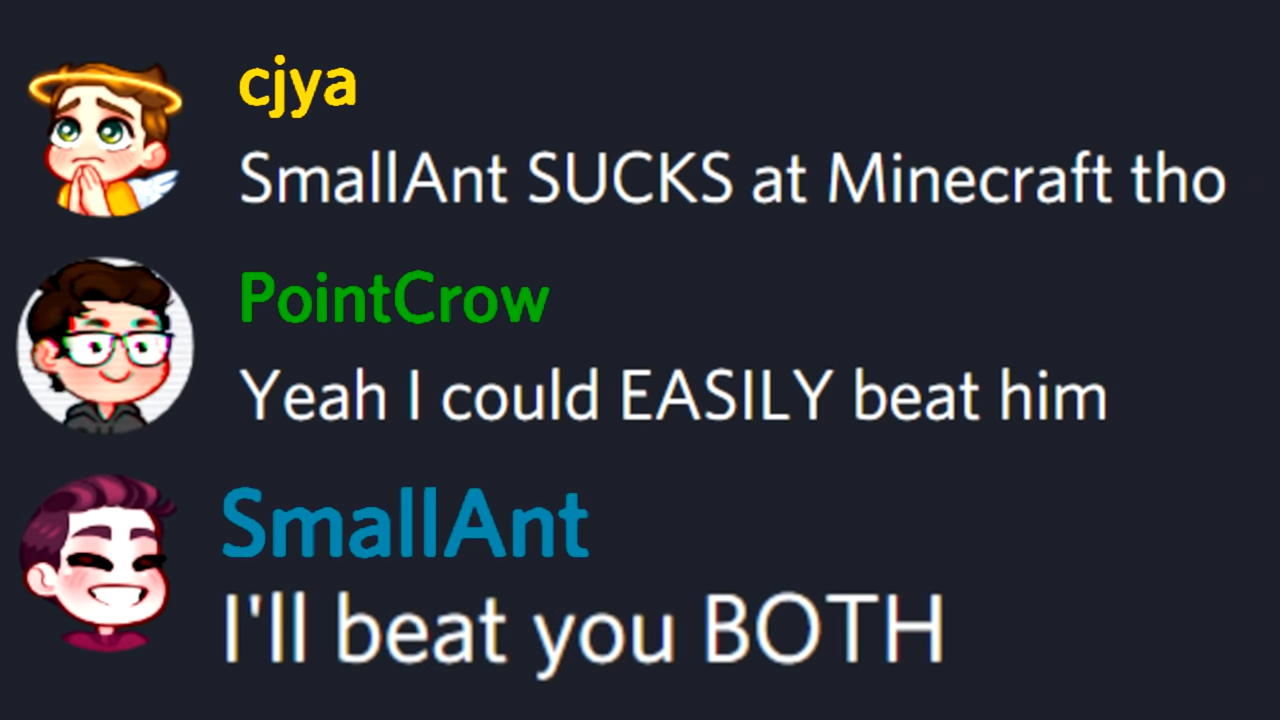 cjya
SmallAnt SUCKS at Minecraft tho
PointCrow
Yeah I could EASILY beat him
SmallAnt
I'll beat you BOTH